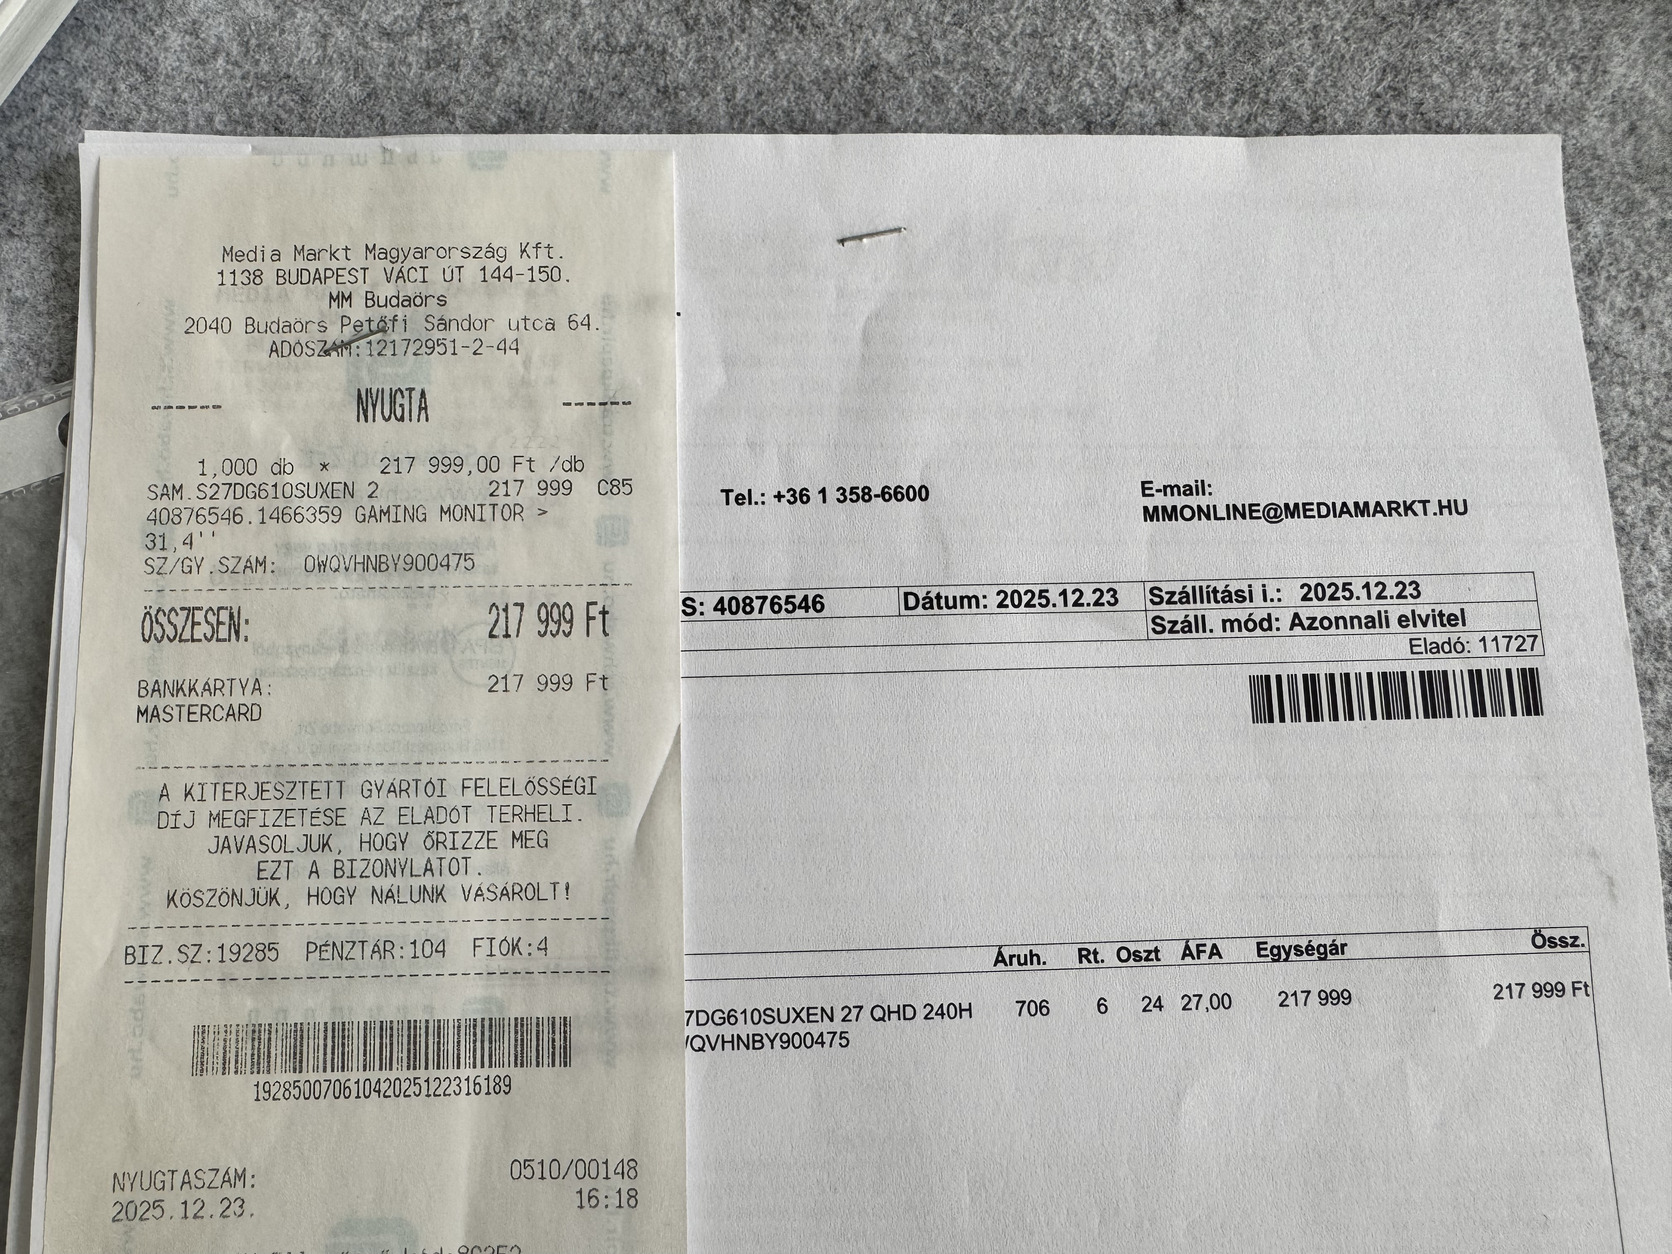 Media Markt Magyarország Kft.
1138 BUDAPEST VÁCI ÚT 144-150.
MM Budaörs
2040 Budaörs Petőfi Sándor utca 64.
ADÓSZÁM:12172951-2-44
------ NYUGTA ------
1,000 db * 217 999,00 Ft /db
SAM.S27DG610SUXEN 2 217 999 C85
40876546.1466359 GAMING MONITOR >
31,4''
SZ/GY.SZÁM: 0WQVHNBY900475
ÖSSZESEN: 217 999 Ft
BANKKÁRTYA: 217 999 Ft
MASTERCARD
A KITERJESZTETT GYÁRTÓI FELELŐSSÉGI
DÍJ MEGFIZETÉSE AZ ELADÓT TERHELI.
JAVASOLJUK, HOGY ŐRIZZE MEG
EZT A BIZONYLATOT.
KÖSZÖNJÜK, HOGY NÁLUNK VÁSÁROLT!
BIZ.SZ:19285 PÉNZTÁR:104 FIÓK:4
19285007061042025122316189
NYUGTASZÁM: 0510/00148
2025.12.23. 16:18
Tel.: +36 1 358-6600
E-mail:
MMONLINE@MEDIAMARKT.HU
S: 40876546 Dátum: 2025.12.23 Szállítási i.: 2025.12.23
Száll. mód: Azonnali elvitel
Eladó: 11727
Áruh. Rt. Oszt ÁFA Egységár Össz.
7DG610SUXEN 27 QHD 240H 706 6 24 27,00 217 999 217 999 Ft
QVHNBY900475